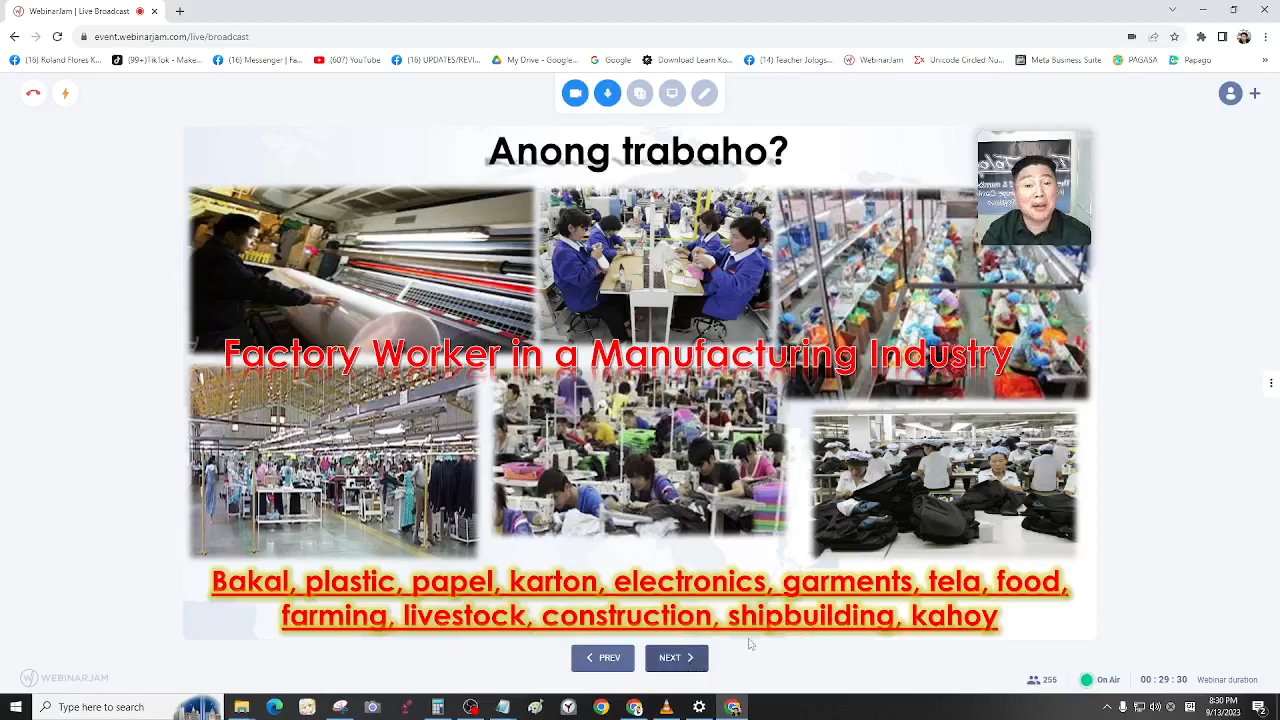 WebinarJam | Live Broadcast
event.webinarjam.com/live/broadcast
(16) Roland Flores K...
(99+)TikTok - Make...
(16) Messenger | Fa...
(607) YouTube
(16) UPDATES/REVI...
My Drive - Google...
Google
Download Learn Ko...
(14) Teacher Jologs...
WebinarJam
Unicode Circled Nu...
Meta Business Suite
PAGASA
Papago
Anong trabaho?
Factory Worker in a Manufacturing Industry
Bakal, plastic, papel, karton, electronics, garments, tela, food,
farming, livestock, construction, shipbuilding, kahoy
PREV
NEXT
WEBINARJAM
255
On Air
00 : 29 : 30
Webinar duration
Type here to search
8:30 PM
9/13/2023